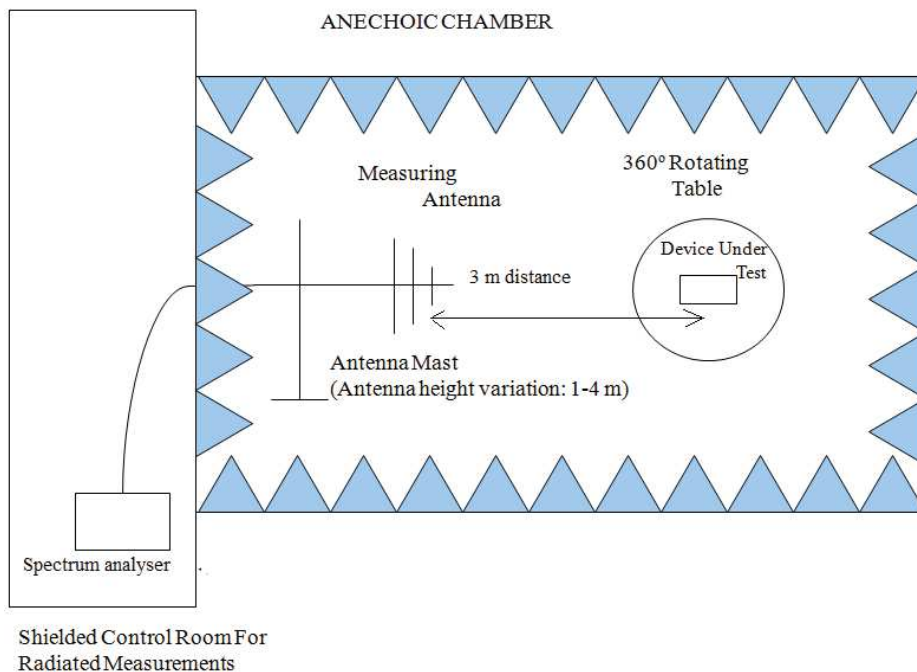 ANECHOIC CHAMBER
Measuring
Antenna
360º Rotating
Table
Device Under
Test
3 m distance
Antenna Mast
(Antenna height variation: 1-4 m)
Spectrum analyser
Shielded Control Room For
Radiated Measurements